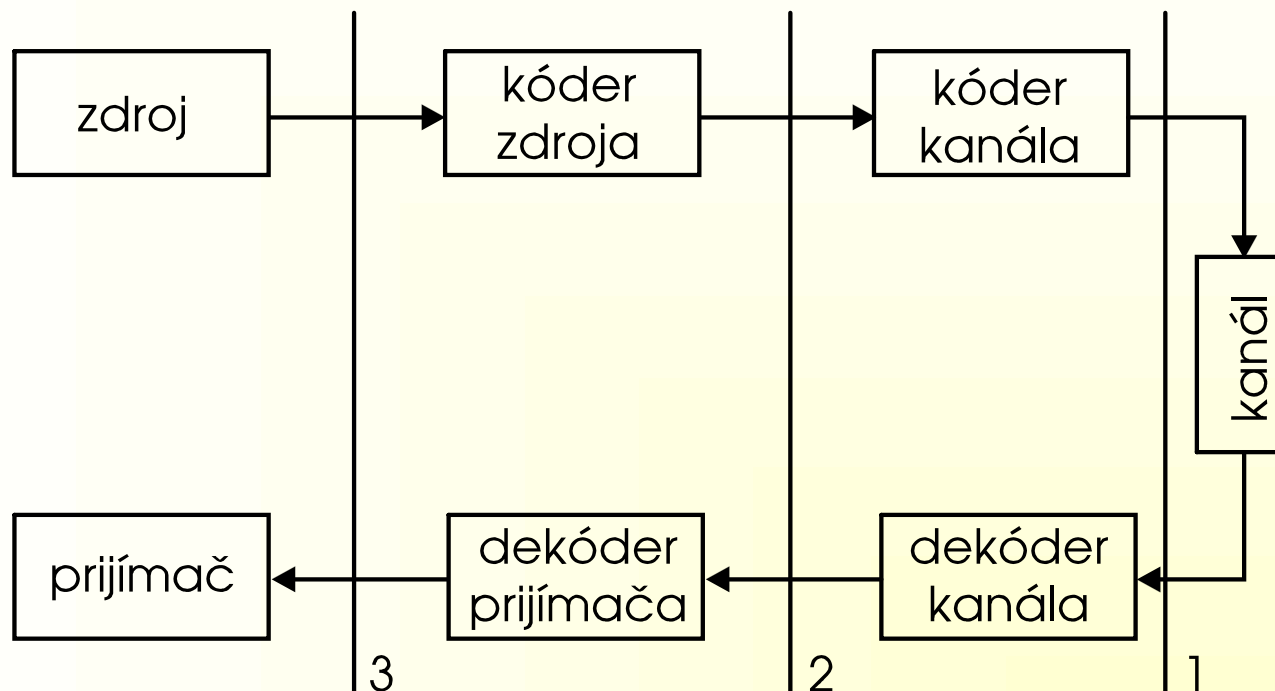 zdroj
kóder
zdroja
kóder
kanála
kanál
prijímač
dekóder
prijímača
dekóder
kanála
3
2
1